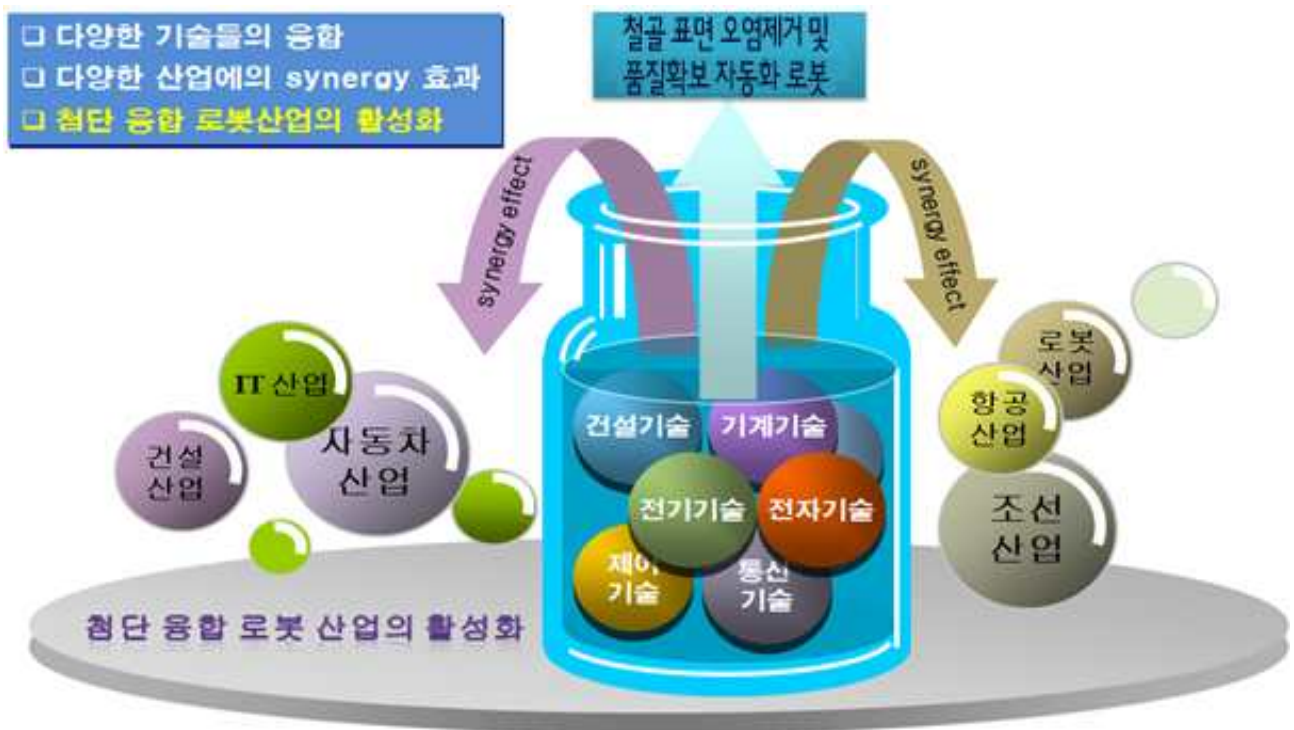 ❑ 다양한 기술들의 융합
❑ 다양한 산업에의 synergy 효과
❑ 첨단 융합 로봇산업의 활성화
철골 표면 오염제거 및
품질확보 자동화 로봇
synergy effect
synergy effect
IT 산업
자동차
산업
건설
산업
로봇
산업
항공
산업
조선
산업
건설기술
기계기술
전기기술
전자기술
제어
기술
통신
기술
첨단 융합 로봇 산업의 활성화